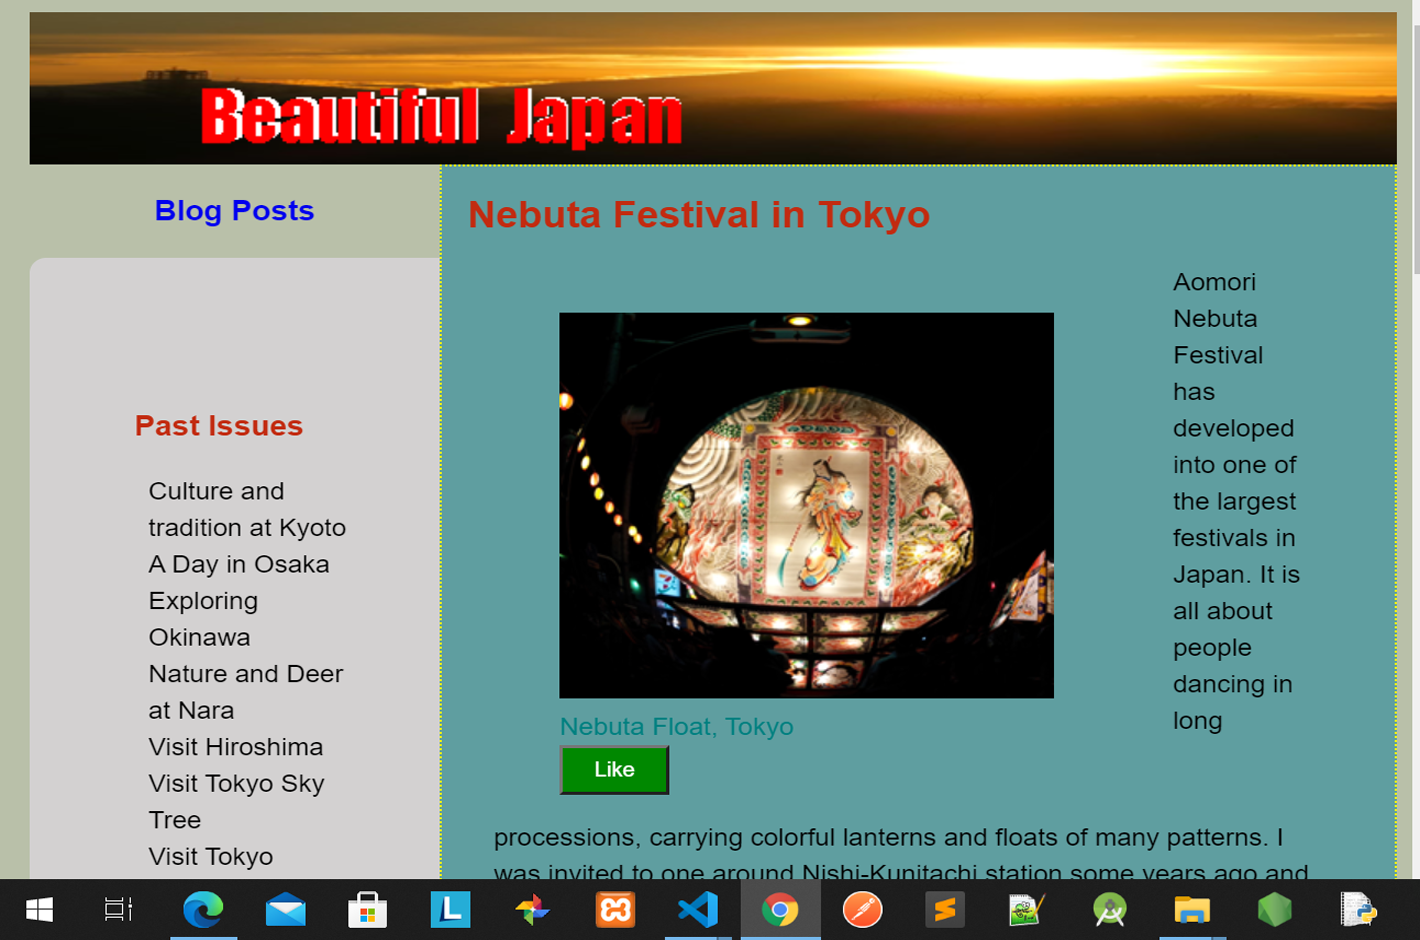 Beautiful Japan
Blog Posts
Nebuta Festival in Tokyo
Past Issues
Culture and
tradition at Kyoto
A Day in Osaka
Exploring
Okinawa
Nature and Deer
at Nara
Visit Hiroshima
Visit Tokyo Sky
Tree
Visit Tokyo
Nebuta Float, Tokyo
Like
Aomori
Nebuta
Festival
has
developed
into one of
the largest
festivals in
Japan. It is
all about
people
dancing in
long
processions, carrying colorful lanterns and floats of many patterns. I
was invited to one around Nishi-Kunitachi station some years ago and